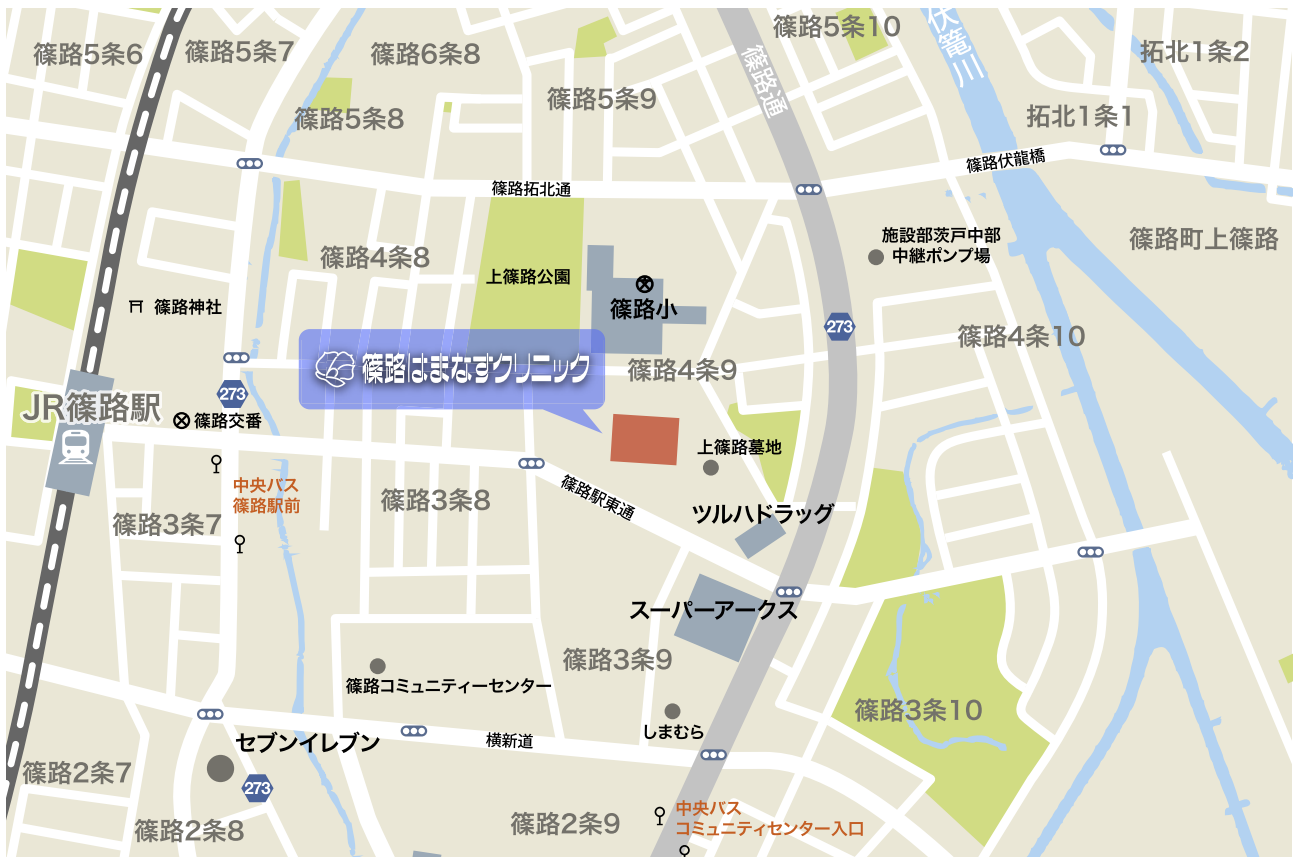 篠路5条6
篠路5条7
篠路6条8
篠路5条10
伏篭川
拓北1条2
篠路通
篠路5条9
篠路5条8
拓北1条1
篠路伏龍橋
篠路拓北通
篠路4条8
施設部茨戸中部
中継ポンプ場
篠路町上篠路
上篠路公園
篠路小
篠路神社
273
篠路4条10
篠路はまなすクリニック
篠路4条9
273
JR篠路駅
篠路交番
上篠路墓地
中央バス
篠路駅前
篠路3条8
篠路駅東通
ツルハドラッグ
篠路3条7
スーパーアークス
篠路3条9
篠路コミュニティーセンター
篠路3条10
しまむら
セブンイレブン
横新道
篠路2条7
273
中央バス
コミュニティセンター入口
篠路2条8
篠路2条9